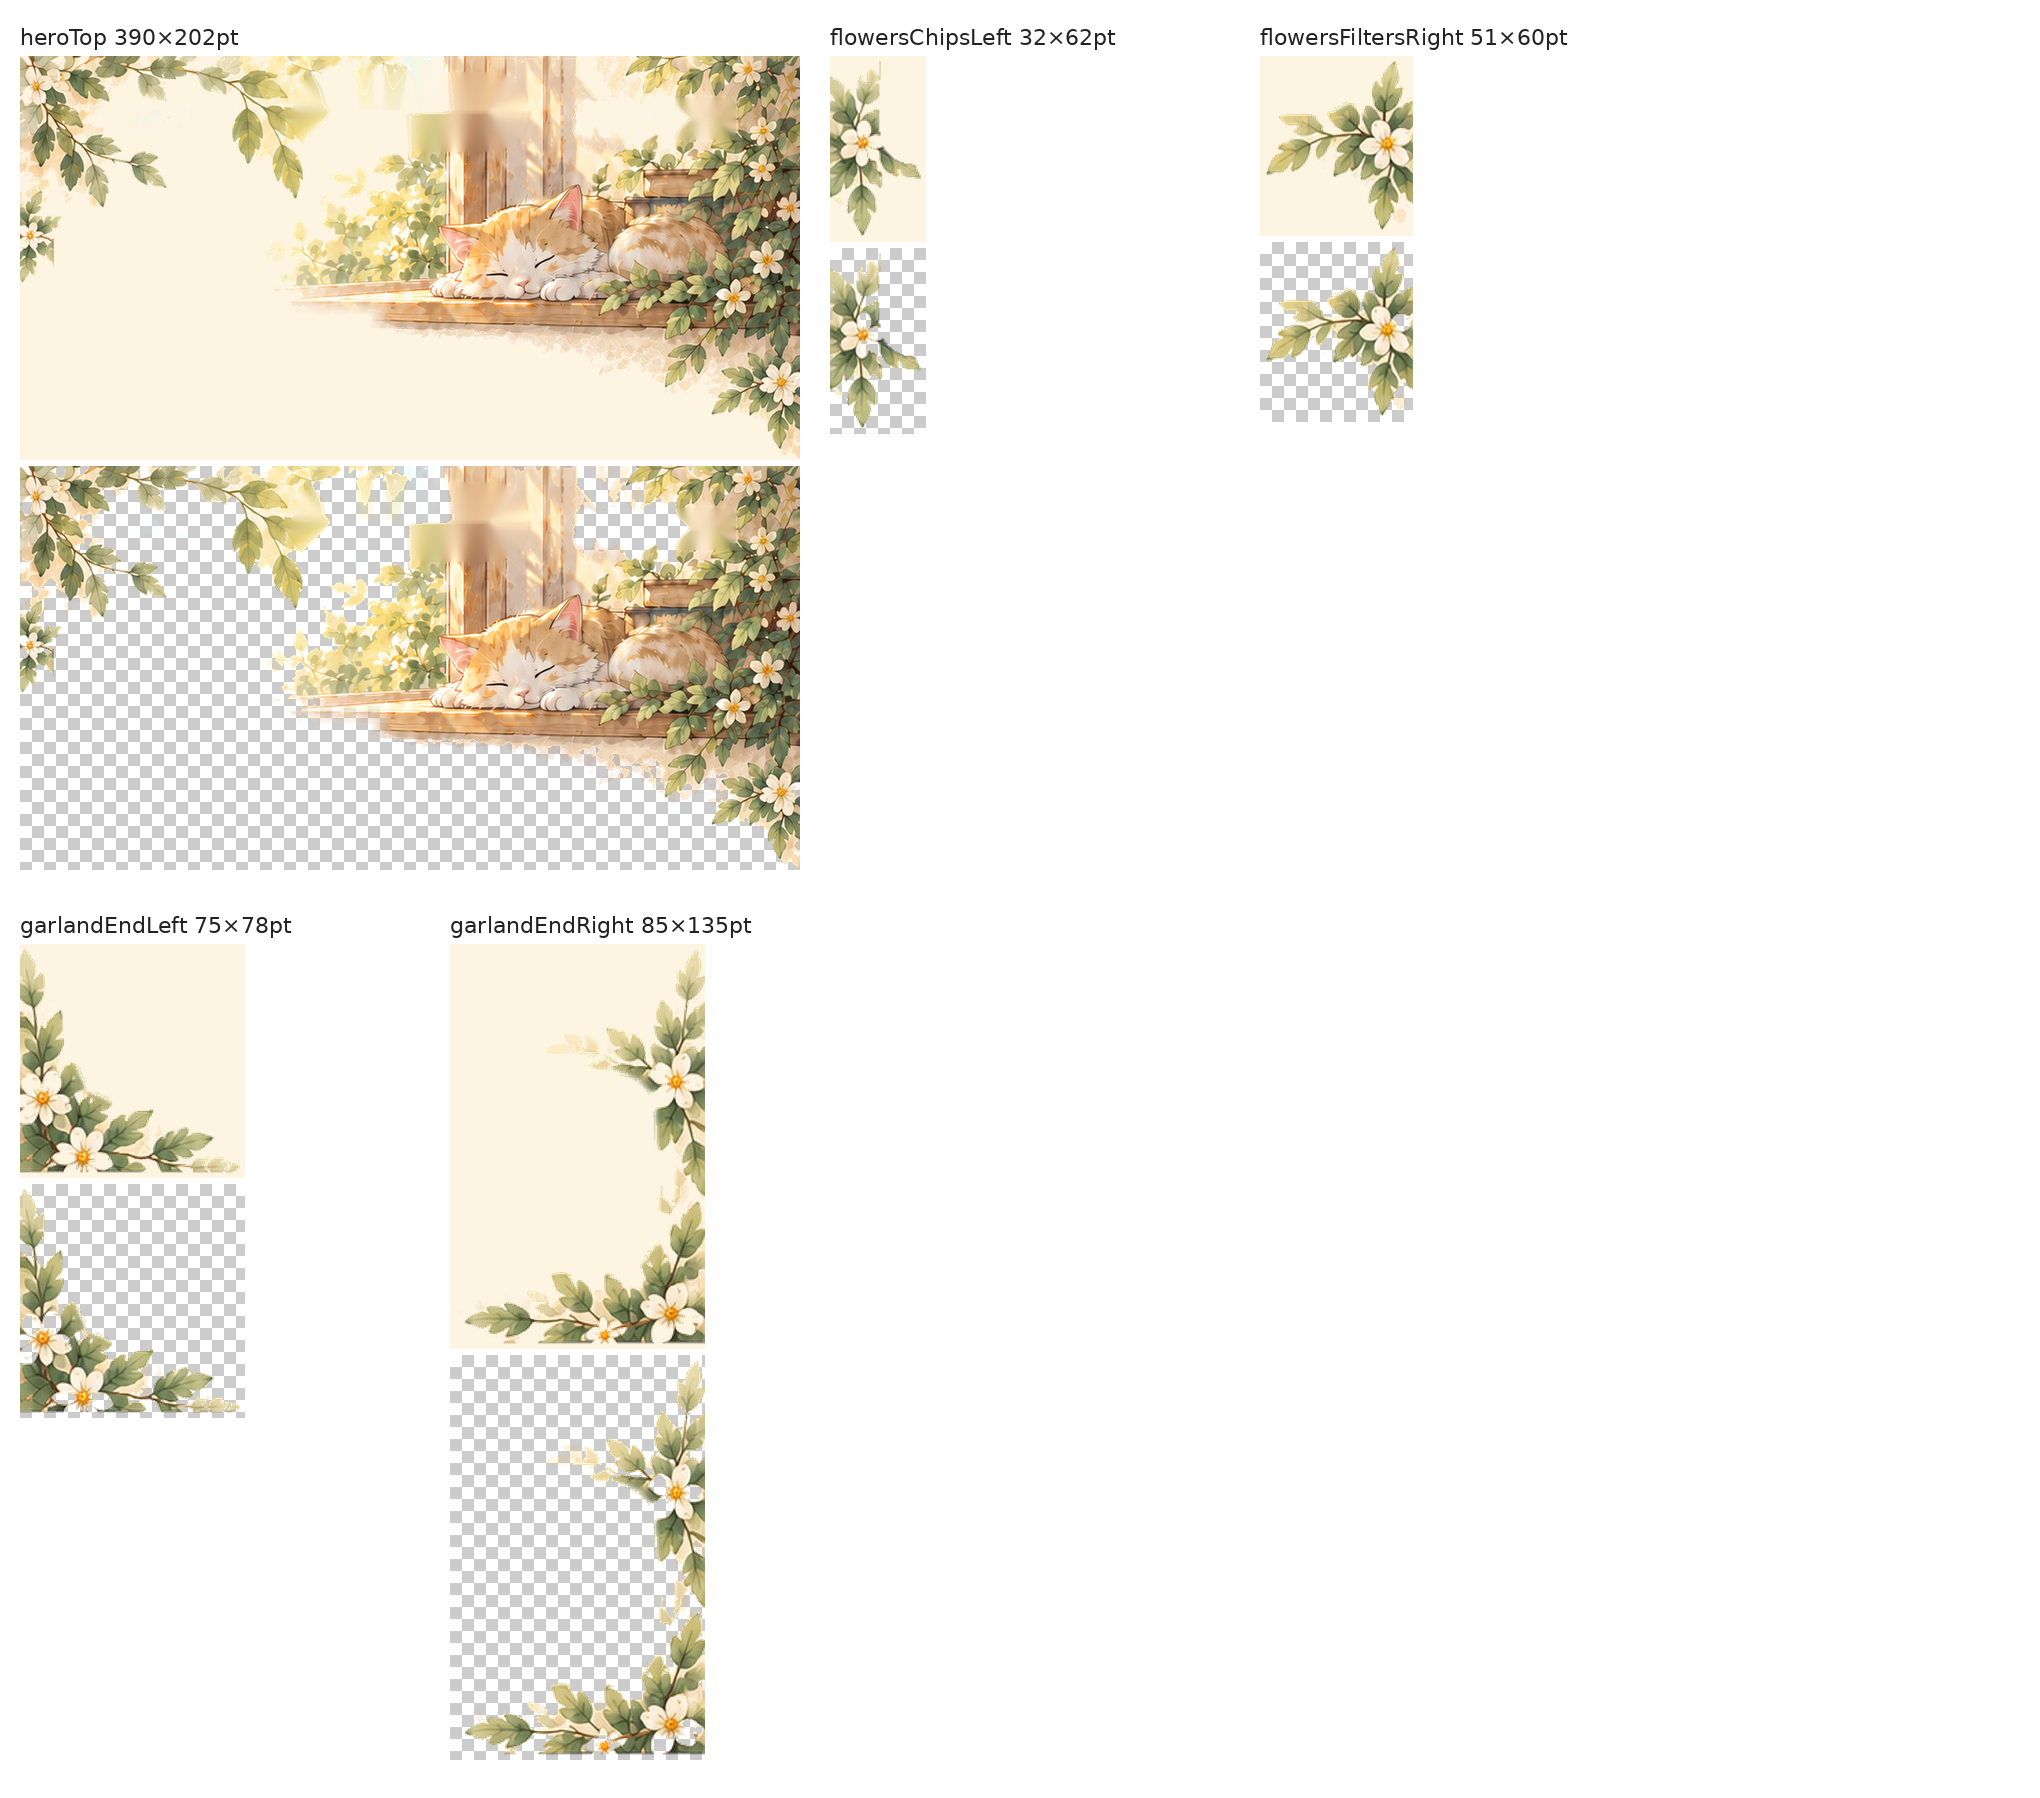 heroTop 390×202pt
flowersChipsLeft 32×62pt
flowersFiltersRight 51×60pt
garlandEndLeft 75×78pt
garlandEndRight 85×135pt